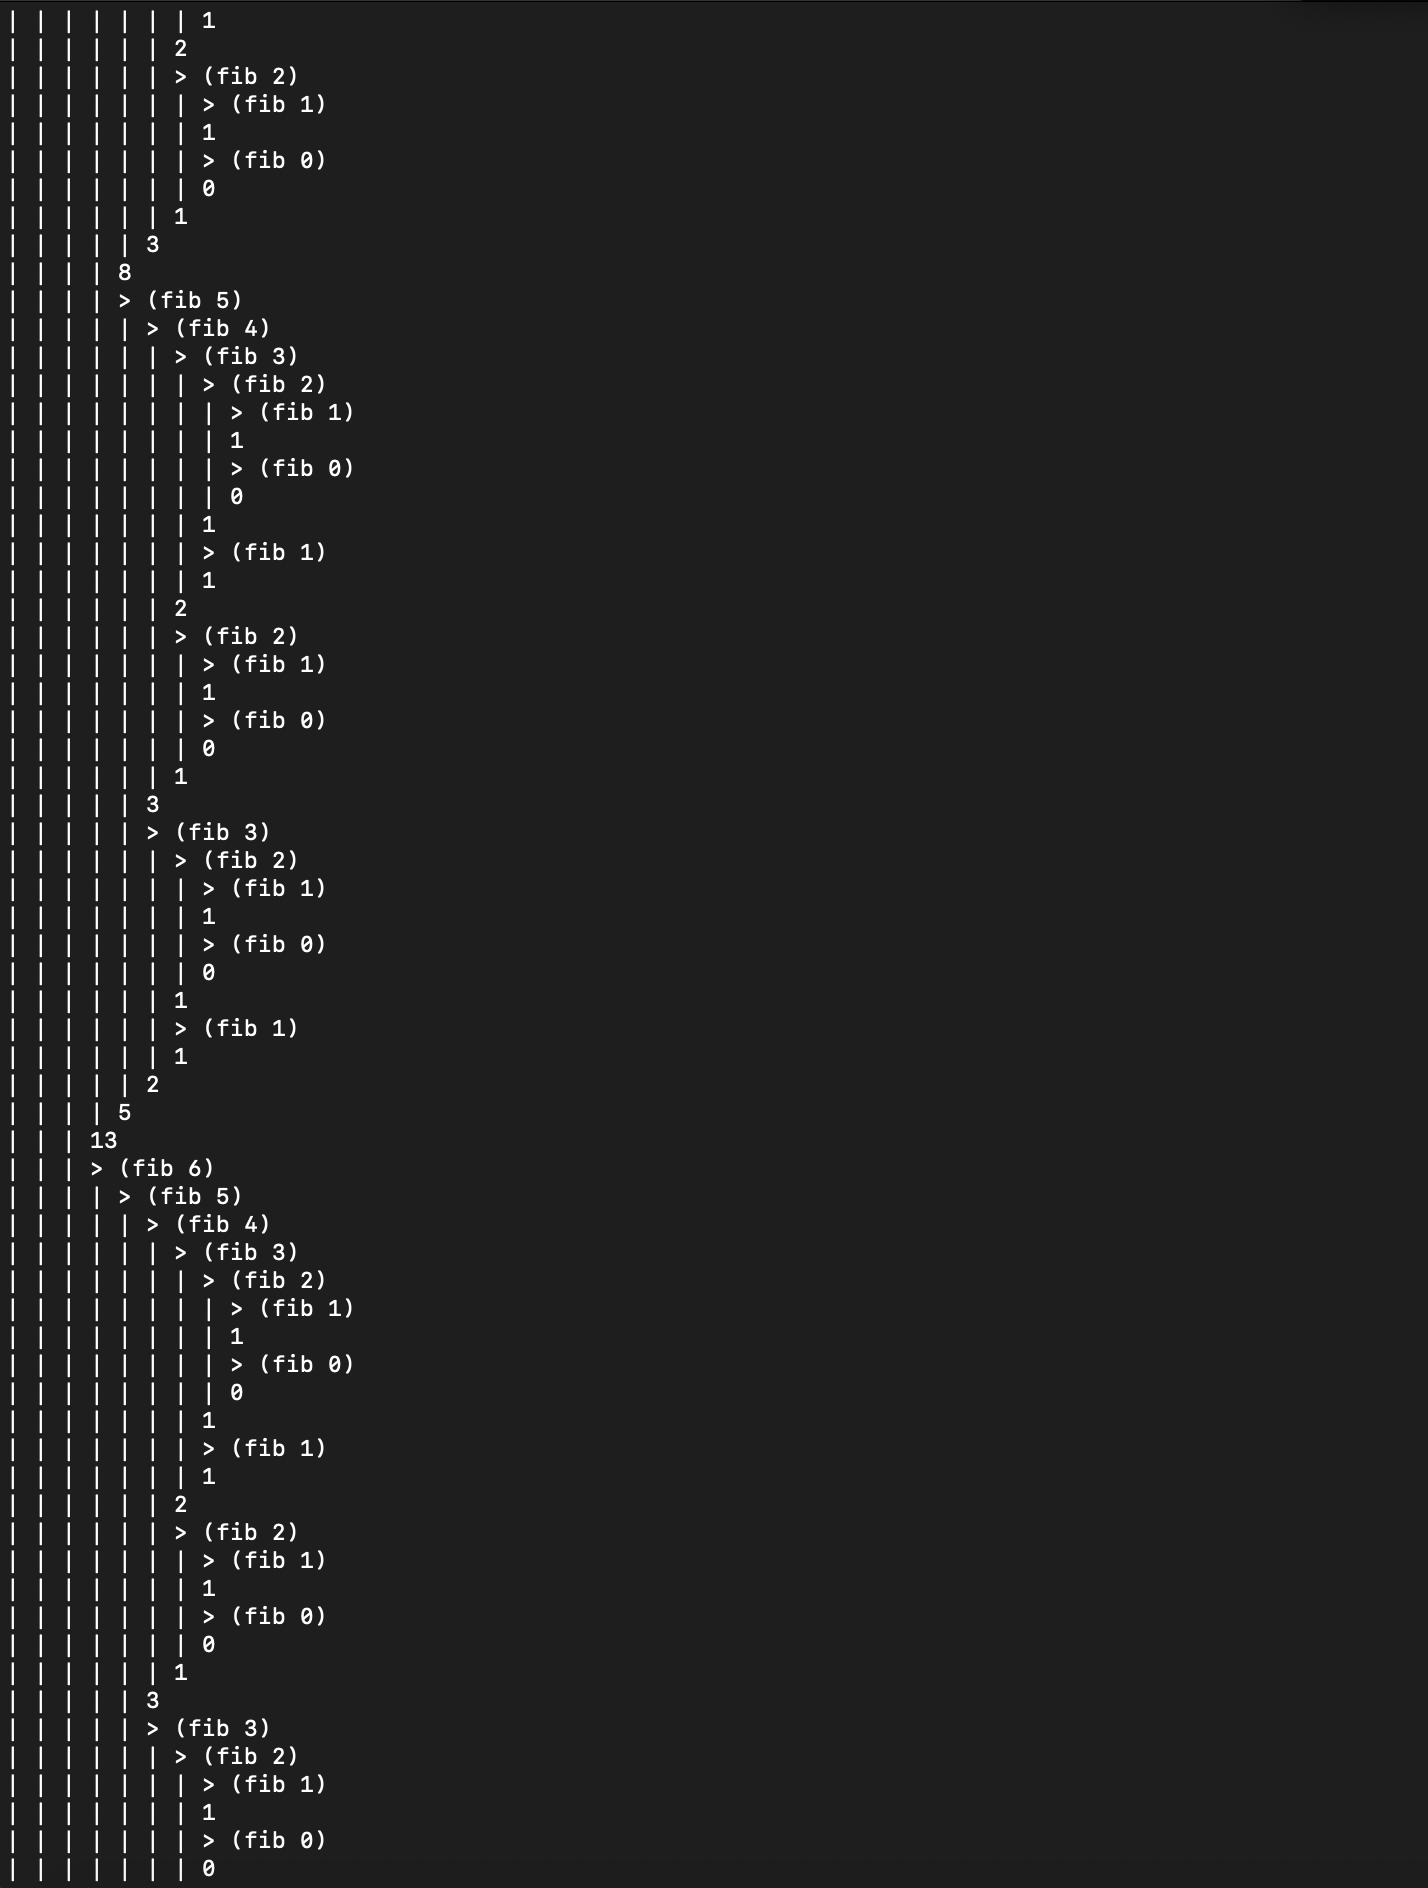 | | | | | | | 1
| | | | | | 2
| | | | | | > (fib 2)
| | | | | | | > (fib 1)
| | | | | | | 1
| | | | | | | > (fib 0)
| | | | | | | 0
| | | | | | 1
| | | | | 3
| | | | 8
| | | | > (fib 5)
| | | | | > (fib 4)
| | | | | | > (fib 3)
| | | | | | | > (fib 2)
| | | | | | | | > (fib 1)
| | | | | | | | 1
| | | | | | | | > (fib 0)
| | | | | | | | 0
| | | | | | | 1
| | | | | | | > (fib 1)
| | | | | | | 1
| | | | | | 2
| | | | | | > (fib 2)
| | | | | | | > (fib 1)
| | | | | | | 1
| | | | | | | > (fib 0)
| | | | | | | 0
| | | | | | 1
| | | | | 3
| | | | | > (fib 3)
| | | | | | > (fib 2)
| | | | | | | > (fib 1)
| | | | | | | 1
| | | | | | | > (fib 0)
| | | | | | | 0
| | | | | | 1
| | | | | | > (fib 1)
| | | | | | 1
| | | | | 2
| | | | 5
| | | 13
| | | > (fib 6)
| | | | > (fib 5)
| | | | | > (fib 4)
| | | | | | > (fib 3)
| | | | | | | > (fib 2)
| | | | | | | | > (fib 1)
| | | | | | | | 1
| | | | | | | | > (fib 0)
| | | | | | | | 0
| | | | | | | 1
| | | | | | | > (fib 1)
| | | | | | | 1
| | | | | | 2
| | | | | | > (fib 2)
| | | | | | | > (fib 1)
| | | | | | | 1
| | | | | | | > (fib 0)
| | | | | | | 0
| | | | | | 1
| | | | | 3
| | | | | > (fib 3)
| | | | | | > (fib 2)
| | | | | | | > (fib 1)
| | | | | | | 1
| | | | | | | > (fib 0)
| | | | | | | 0